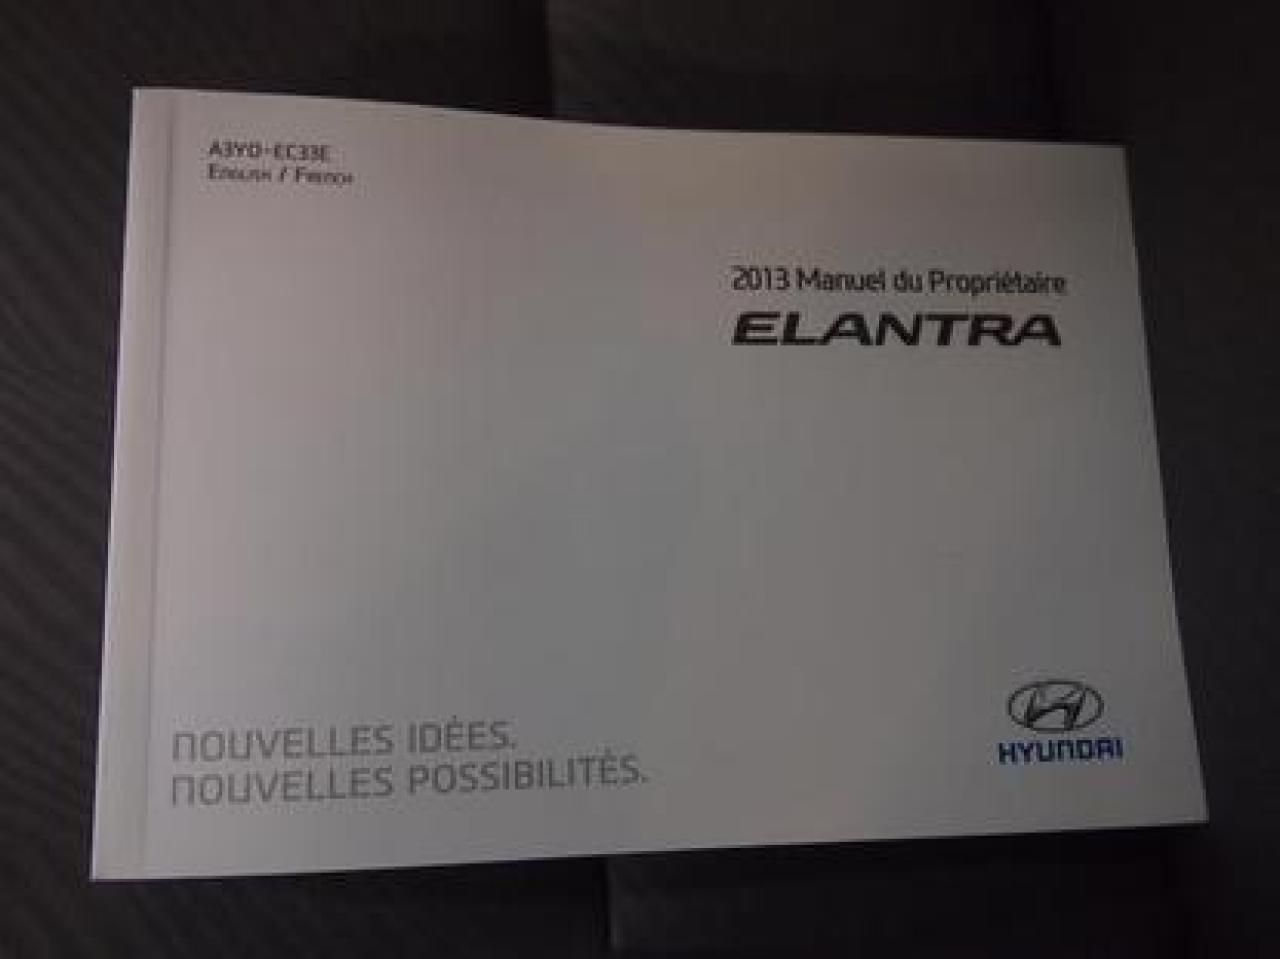 A3YO-EC33E
ENGLISH / FRENCH
2013 Manuel du Propriétaire
ELANTRA
NOUVELLES IDÉES.
NOUVELLES POSSIBILITÉS.
HYUNDAI